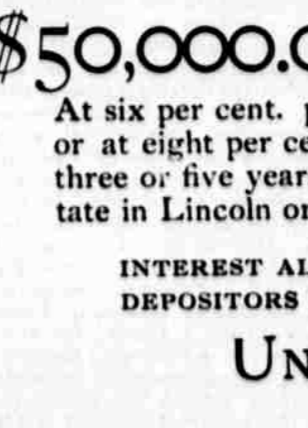 $50,000.
At six per cent.
or at eight per ce
three or five year
tate in Lincoln or
INTEREST AL
DEPOSITORS
UN